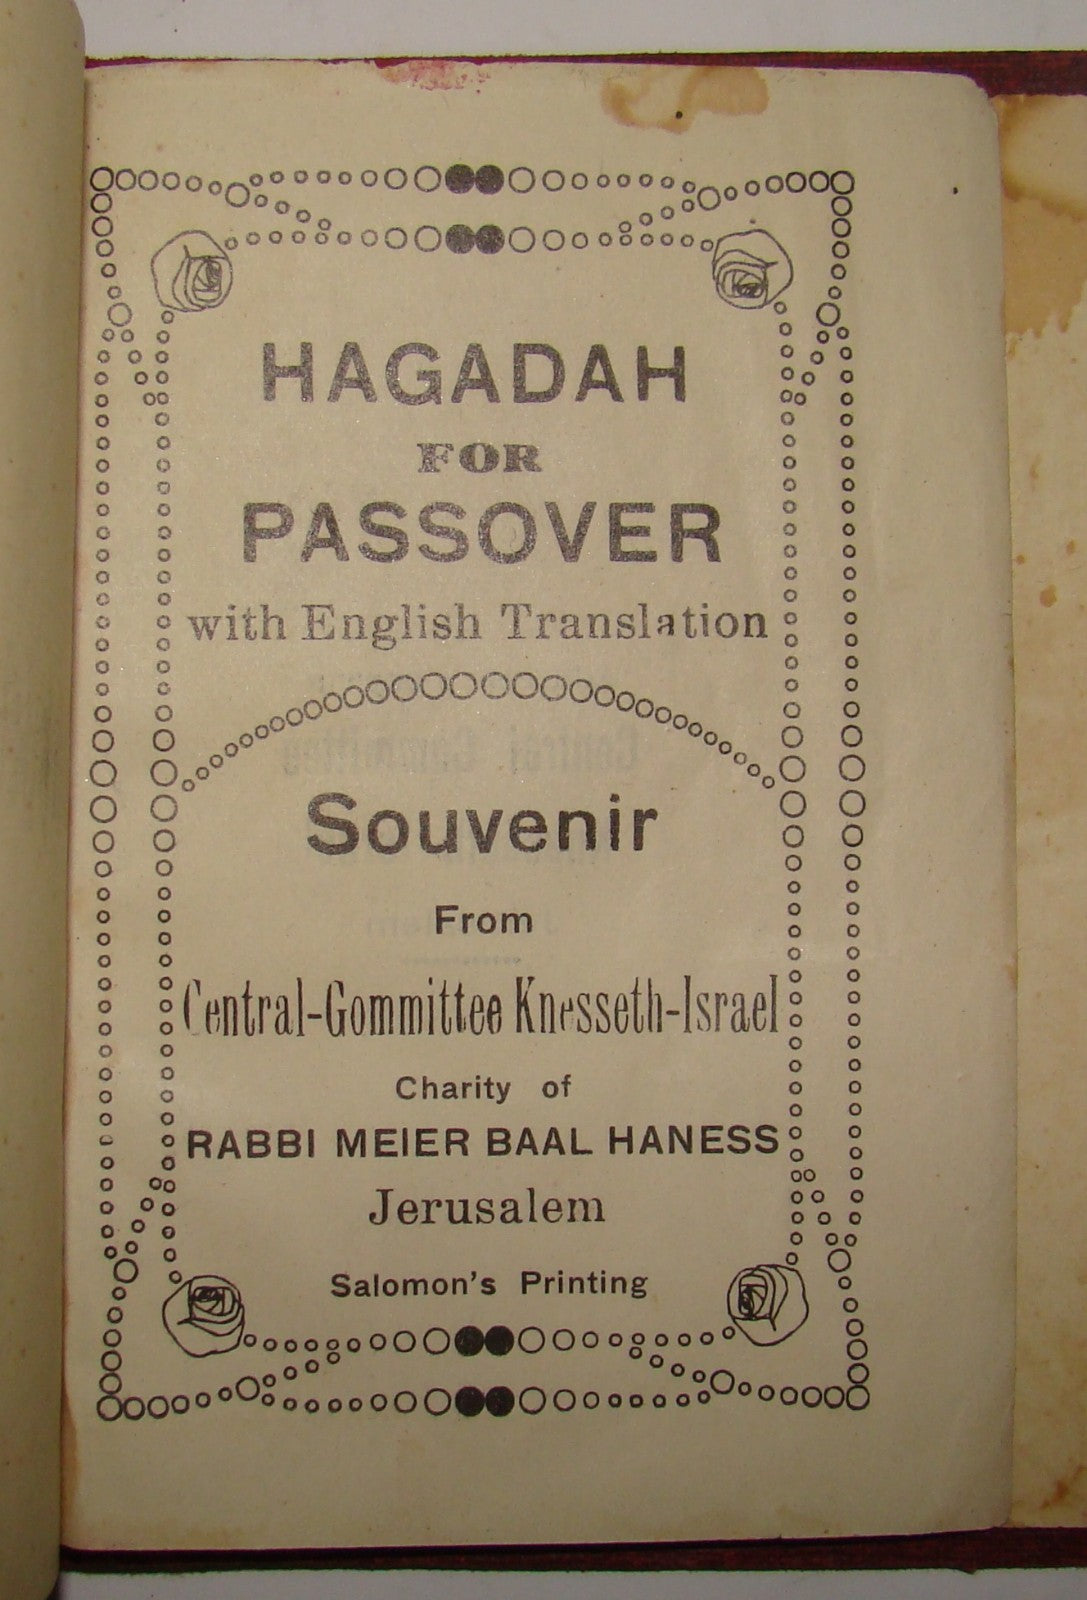 HAGADAH
FOR
PASSOVER
with English Translation
Souvenir
From
Central-Gommittee Knesseth-Israel
Charity of
RABBI MEIER BAAL HANESS
Jerusalem
Salomon's Printing